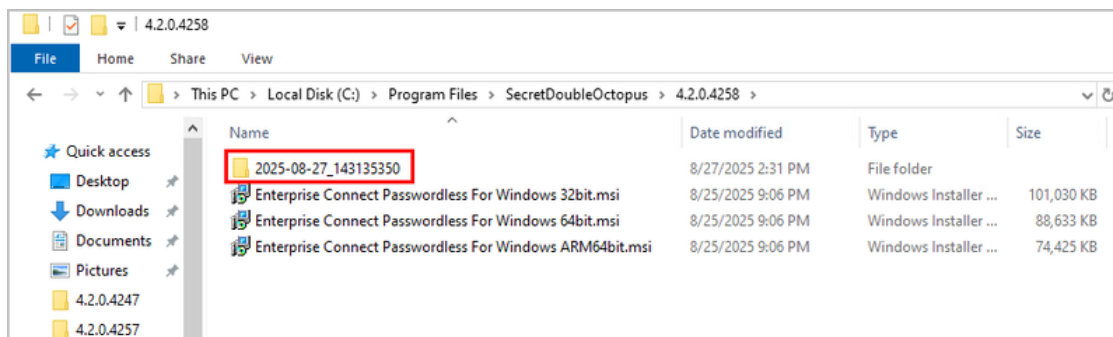 4.2.0.4258
File Home Share View
This PC > Local Disk (C:) > Program Files > SecretDoubleOctopus > 4.2.0.4258 >
Name Date modified Type Size
Quick access
2025-08-27_143135350 8/27/2025 2:31 PM File folder
Desktop
Enterprise Connect Passwordless For Windows 32bit.msi 8/25/2025 9:06 PM Windows Installer ... 101,030 KB
Downloads
Enterprise Connect Passwordless For Windows 64bit.msi 8/25/2025 9:06 PM Windows Installer ... 88,633 KB
Documents
Enterprise Connect Passwordless For Windows ARM64bit.msi 8/25/2025 9:06 PM Windows Installer ... 74,425 KB
Pictures
4.2.0.4247
4.2.0.4257